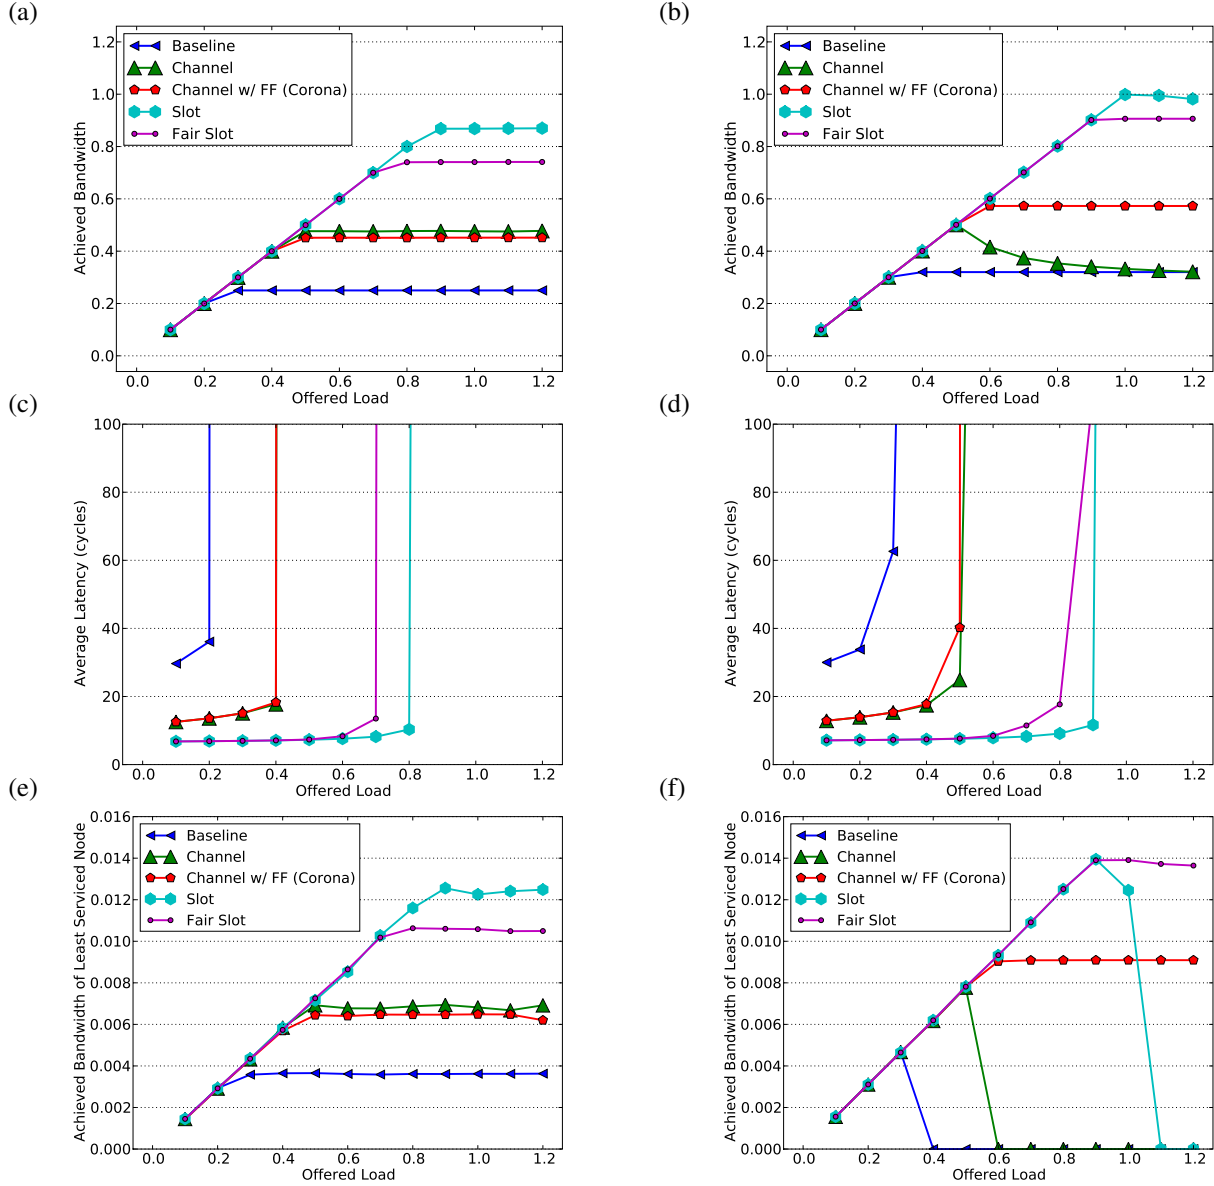 (a)
1.2
1.0
0.8
0.6
0.4
0.2
0.0
Achieved Bandwidth
Baseline
Channel
Channel w/ FF (Corona)
Slot
Fair Slot
0.0 0.2 0.4 0.6 0.8 1.0 1.2
Offered Load
(b)
1.2
1.0
0.8
0.6
0.4
0.2
0.0
Achieved Bandwidth
Baseline
Channel
Channel w/ FF (Corona)
Slot
Fair Slot
0.0 0.2 0.4 0.6 0.8 1.0 1.2
Offered Load
(c)
100
80
60
40
20
0
Average Latency (cycles)
0.0 0.2 0.4 0.6 0.8 1.0 1.2
Offered Load
(d)
100
80
60
40
20
0
Average Latency (cycles)
0.0 0.2 0.4 0.6 0.8 1.0 1.2
Offered Load
(e)
0.016
0.014
0.012
0.010
0.008
0.006
0.004
0.002
0.000
Achieved Bandwidth of Least Serviced Node
Baseline
Channel
Channel w/ FF (Corona)
Slot
Fair Slot
0.0 0.2 0.4 0.6 0.8 1.0 1.2
Offered Load
(f)
0.016
0.014
0.012
0.010
0.008
0.006
0.004
0.002
0.000
Achieved Bandwidth of Least Serviced Node
Baseline
Channel
Channel w/ FF (Corona)
Slot
Fair Slot
0.0 0.2 0.4 0.6 0.8 1.0 1.2
Offered Load